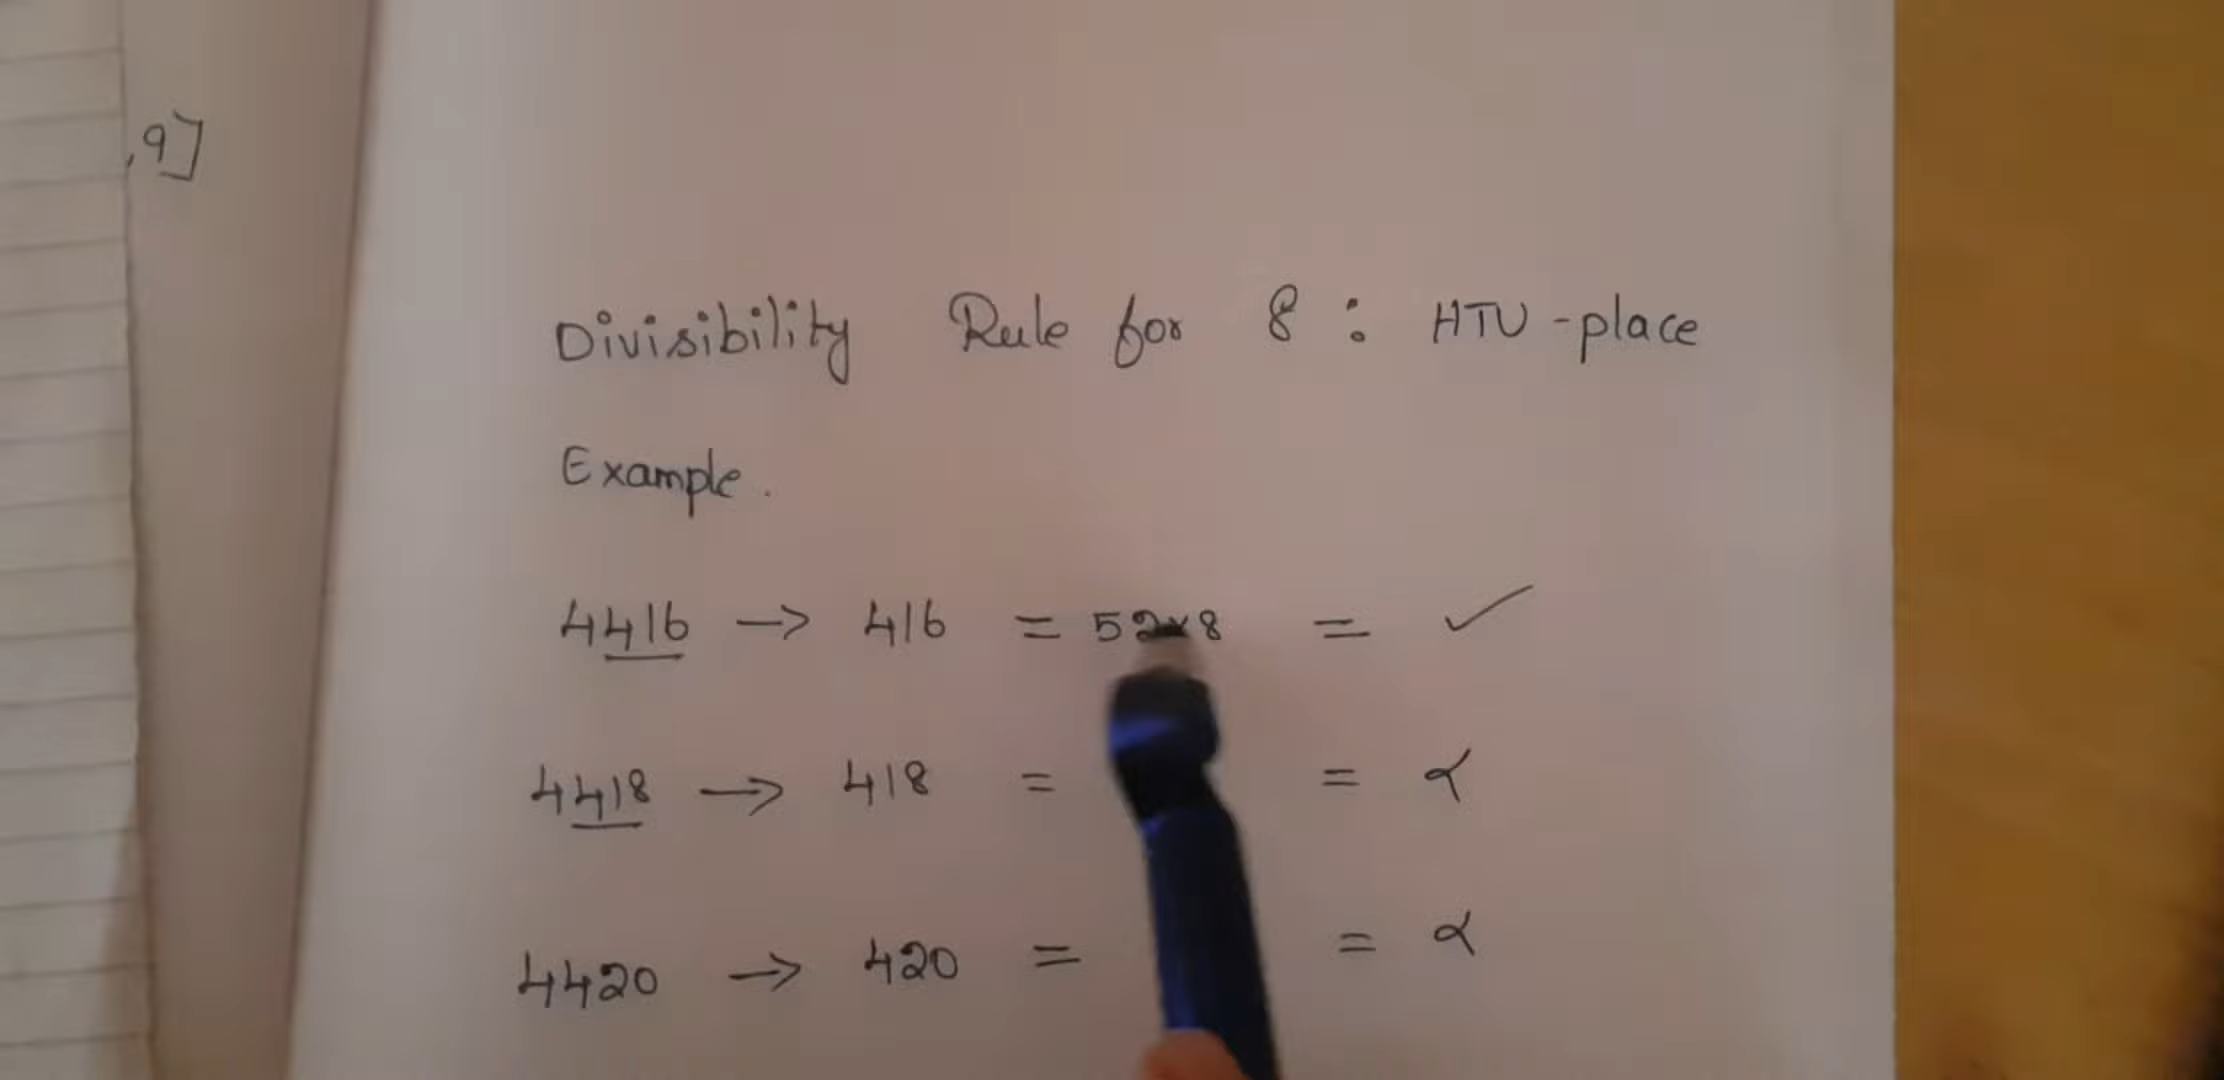 ,9]
Divisibility Rule for 8 : HTU-place
Example.
4416 → 416 = 52×8 = ✓
4418 → 418 = = ×
4420 → 420 = = ×